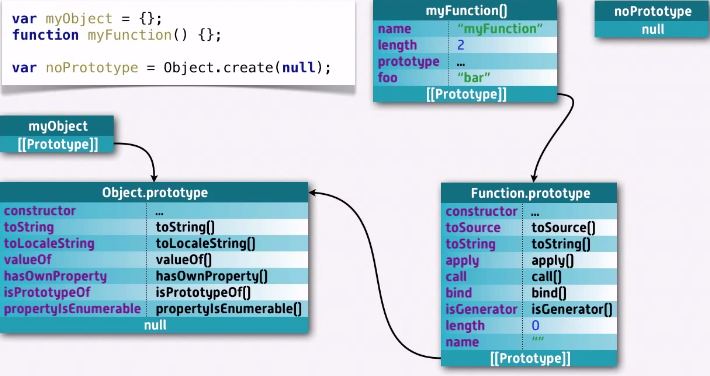 var myObject = {};
function myFunction() {};
var noPrototype = Object.create(null);
myFunction()
name “myFunction”
length 2
prototype ...
foo “bar”
[[Prototype]]
noPrototype
null
myObject
[[Prototype]]
Object.prototype
constructor ...
toString toString()
toLocaleString toLocaleString()
valueOf valueOf()
hasOwnProperty hasOwnProperty()
isPrototypeOf isPrototypeOf()
propertyIsEnumerable propertyIsEnumerable()
null
Function.prototype
constructor ...
toSource toSource()
toString toString()
apply apply()
call call()
bind bind()
isGenerator isGenerator()
length 0
name “”
[[Prototype]]